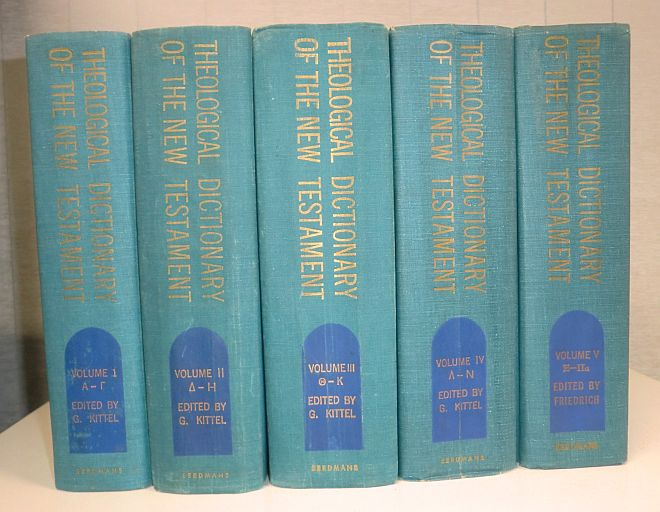 THEOLOGICAL DICTIONARY
OF THE NEW TESTAMENT
VOLUME I
Α-Γ
EDITED BY
G. KITTEL
EERDMANS
THEOLOGICAL DICTIONARY
OF THE NEW TESTAMENT
VOLUME II
Δ-Η
EDITED BY
G. KITTEL
EERDMANS
THEOLOGICAL DICTIONARY
OF THE NEW TESTAMENT
VOLUME III
Θ-Κ
EDITED BY
G. KITTEL
EERDMANS
THEOLOGICAL DICTIONARY
OF THE NEW TESTAMENT
VOLUME IV
Λ-Ν
EDITED BY
G. KITTEL
EERDMANS
THEOLOGICAL DICTIONARY
OF THE NEW TESTAMENT
VOLUME V
Ξ-Πα
EDITED BY
FRIEDRICH
EERDMANS